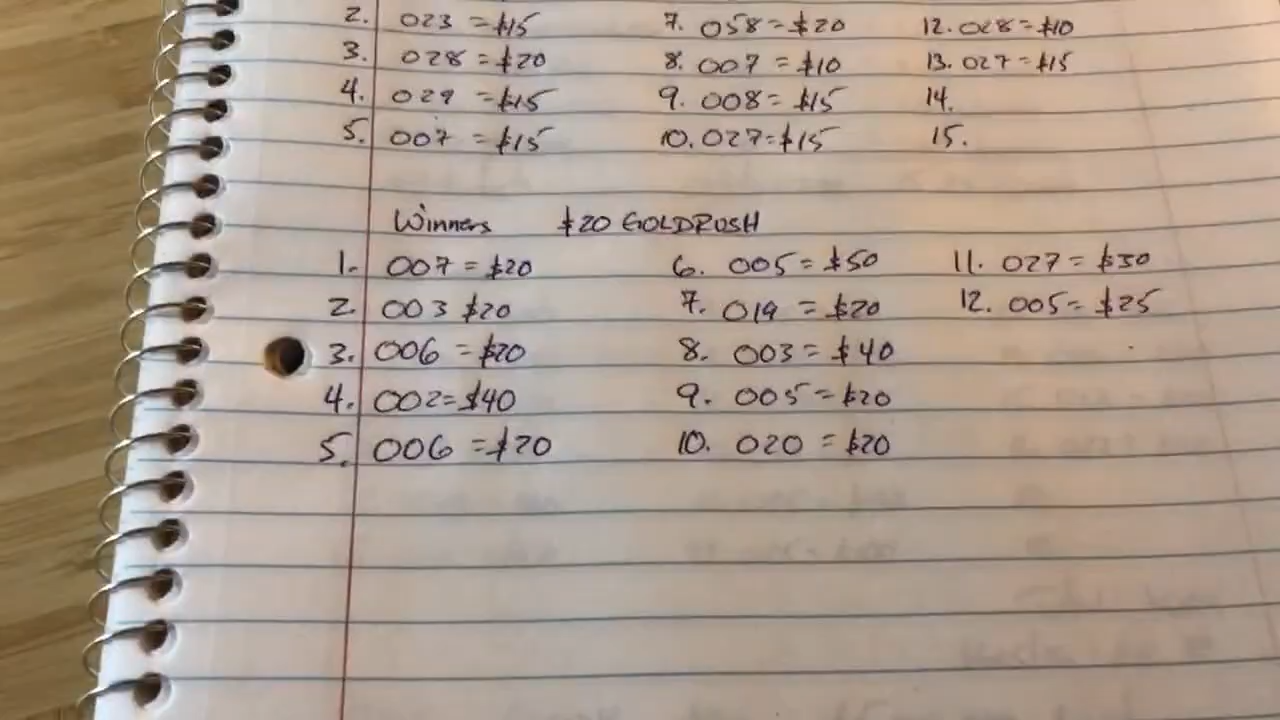 2. 023 = $15 7. 058 = $20 12. 028 = $10
3. 028 = $20 8. 007 = $10 13. 027 = $15
4. 029 = $15 9. 008 = $15 14.
5. 007 = $15 10. 027 = $15 15.
Winners $20 GOLDRUSH
1. 007 = $20 6. 005 = $50 11. 027 = $30
2. 003 $20 7. 019 = $20 12. 005 = $25
3. 006 = $20 8. 003 = $40
4. 002 = $40 9. 005 = $20
5. 006 = $20 10. 020 = $20